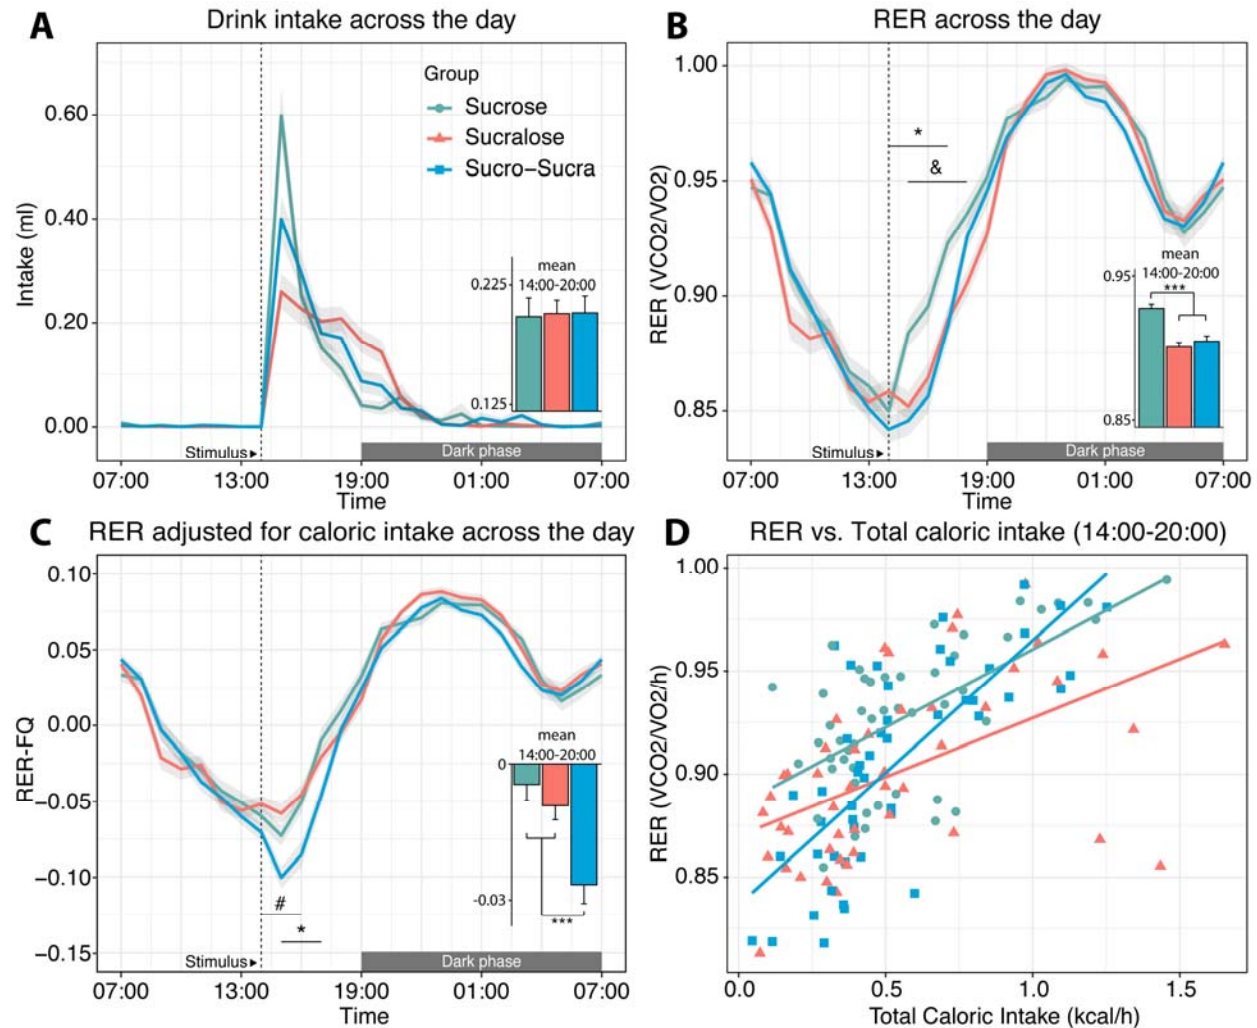 A Drink intake across the day
Group
Sucrose
Sucralose
Sucro-Sucra
Intake (ml)
0.60
0.40
0.20
0.00
mean
14:00-20:00
0.225
0.125
Stimulus
Dark phase
07:00 13:00 19:00 01:00 07:00
Time
B RER across the day
RER (VCO2/VO2)
1.00
0.95
0.90
0.85
*
&
mean
14:00-20:00
0.95
***
0.85
Stimulus
Dark phase
07:00 13:00 19:00 01:00 07:00
Time
C RER adjusted for caloric intake across the day
RER-FQ
0.10
0.05
0.00
−0.05
−0.10
−0.15
mean
14:00-20:00
0
-0.03
***
#
*
Stimulus
Dark phase
07:00 13:00 19:00 01:00 07:00
Time
D RER vs. Total caloric intake (14:00-20:00)
RER (VCO2/VO2/h)
1.00
0.95
0.90
0.85
0.0 0.5 1.0 1.5
Total Caloric Intake (kcal/h)